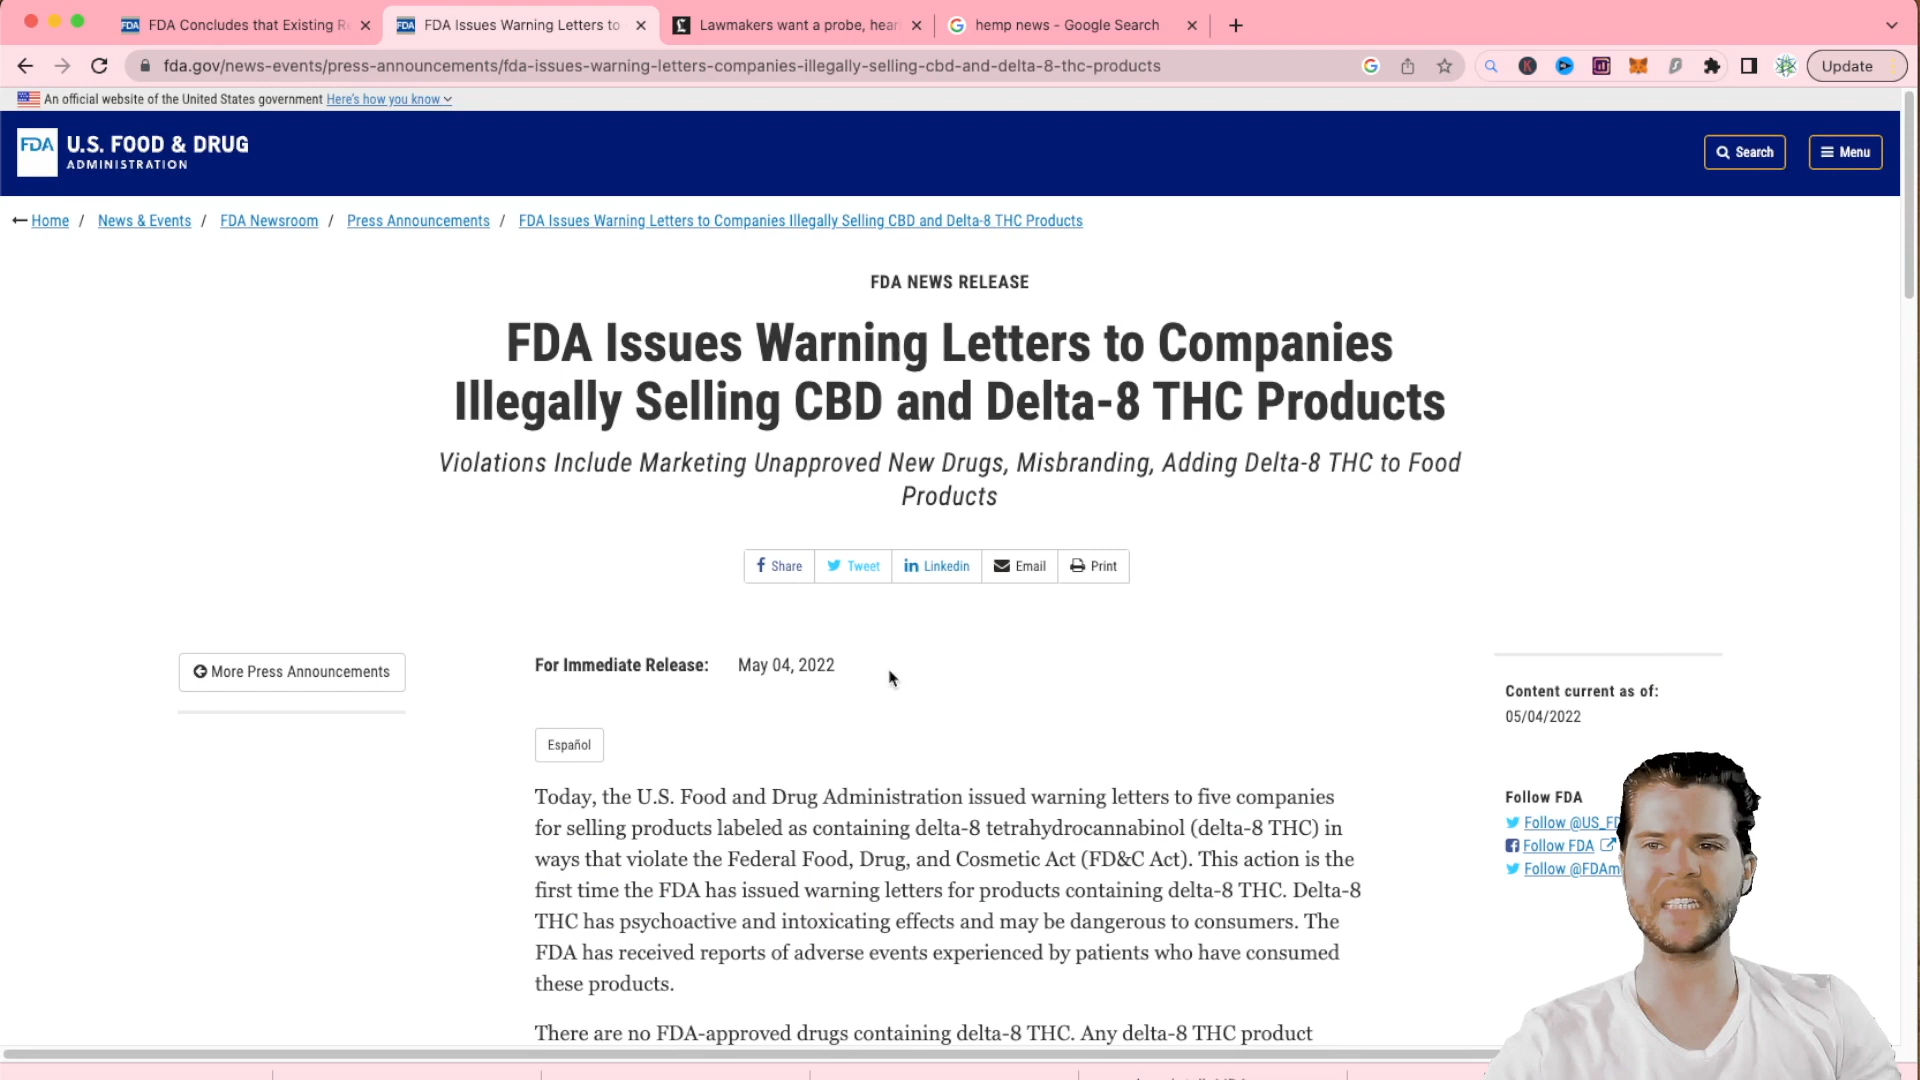 FDA Concludes that Existing Re
FDA Issues Warning Letters to
Lawmakers want a probe, hear
hemp news - Google Search
fda.gov/news-events/press-announcements/fda-issues-warning-letters-companies-illegally-selling-cbd-and-delta-8-thc-products
Update
An official website of the United States government Here's how you know
FDA U.S. FOOD & DRUG
ADMINISTRATION
Search
Menu
Home / News & Events / FDA Newsroom / Press Announcements / FDA Issues Warning Letters to Companies Illegally Selling CBD and Delta-8 THC Products
FDA NEWS RELEASE
FDA Issues Warning Letters to Companies
Illegally Selling CBD and Delta-8 THC Products
Violations Include Marketing Unapproved New Drugs, Misbranding, Adding Delta-8 THC to Food
Products
Share
Tweet
Linkedin
Email
Print
More Press Announcements
For Immediate Release: May 04, 2022
Español
Today, the U.S. Food and Drug Administration issued warning letters to five companies
for selling products labeled as containing delta-8 tetrahydrocannabinol (delta-8 THC) in
ways that violate the Federal Food, Drug, and Cosmetic Act (FD&C Act). This action is the
first time the FDA has issued warning letters for products containing delta-8 THC. Delta-8
THC has psychoactive and intoxicating effects and may be dangerous to consumers. The
FDA has received reports of adverse events experienced by patients who have consumed
these products.
There are no FDA-approved drugs containing delta-8 THC. Any delta-8 THC product
Content current as of:
05/04/2022
Follow FDA
Follow @US_FD
Follow FDA
Follow @FDAm